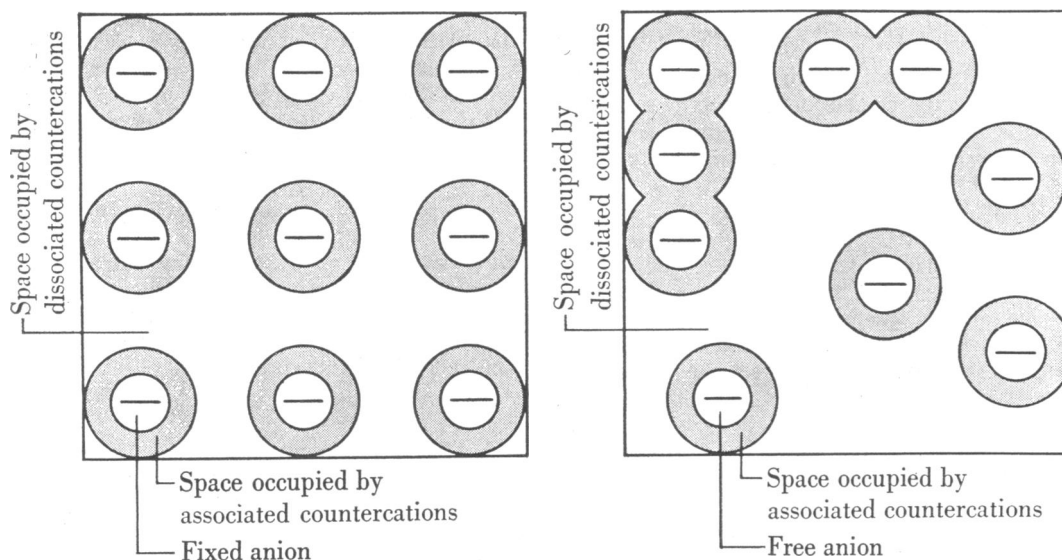 Space occupied by
dissociated countercations
Space occupied by
associated countercations
Fixed anion
Space occupied by
dissociated countercations
Space occupied by
associated countercations
Free anion